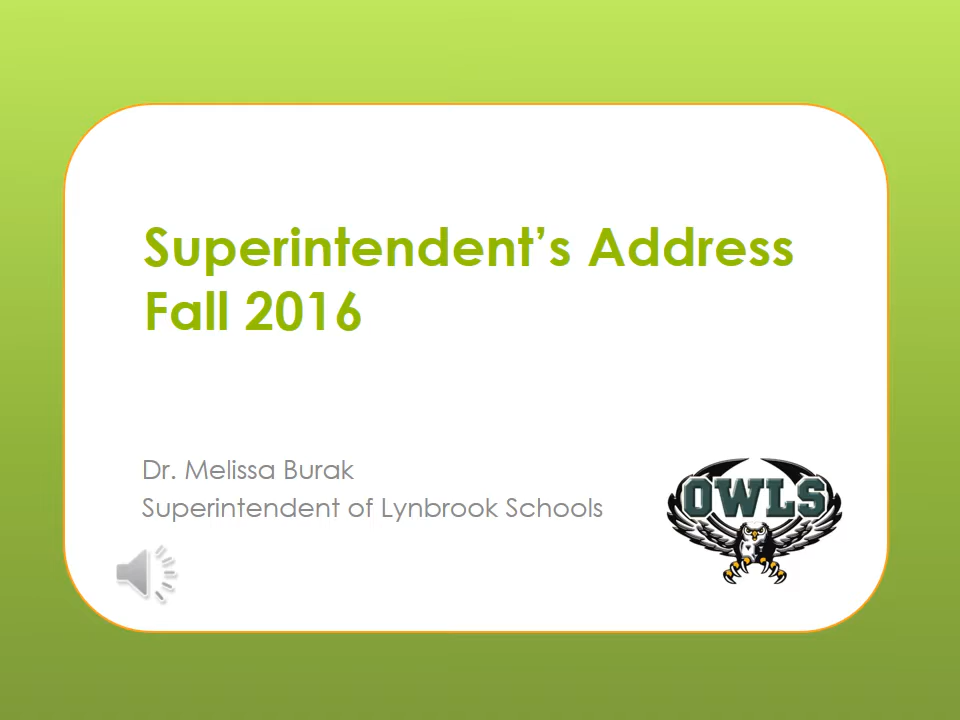 Superintendent’s Address
Fall 2016
Dr. Melissa Burak
Superintendent of Lynbrook Schools
OWLS